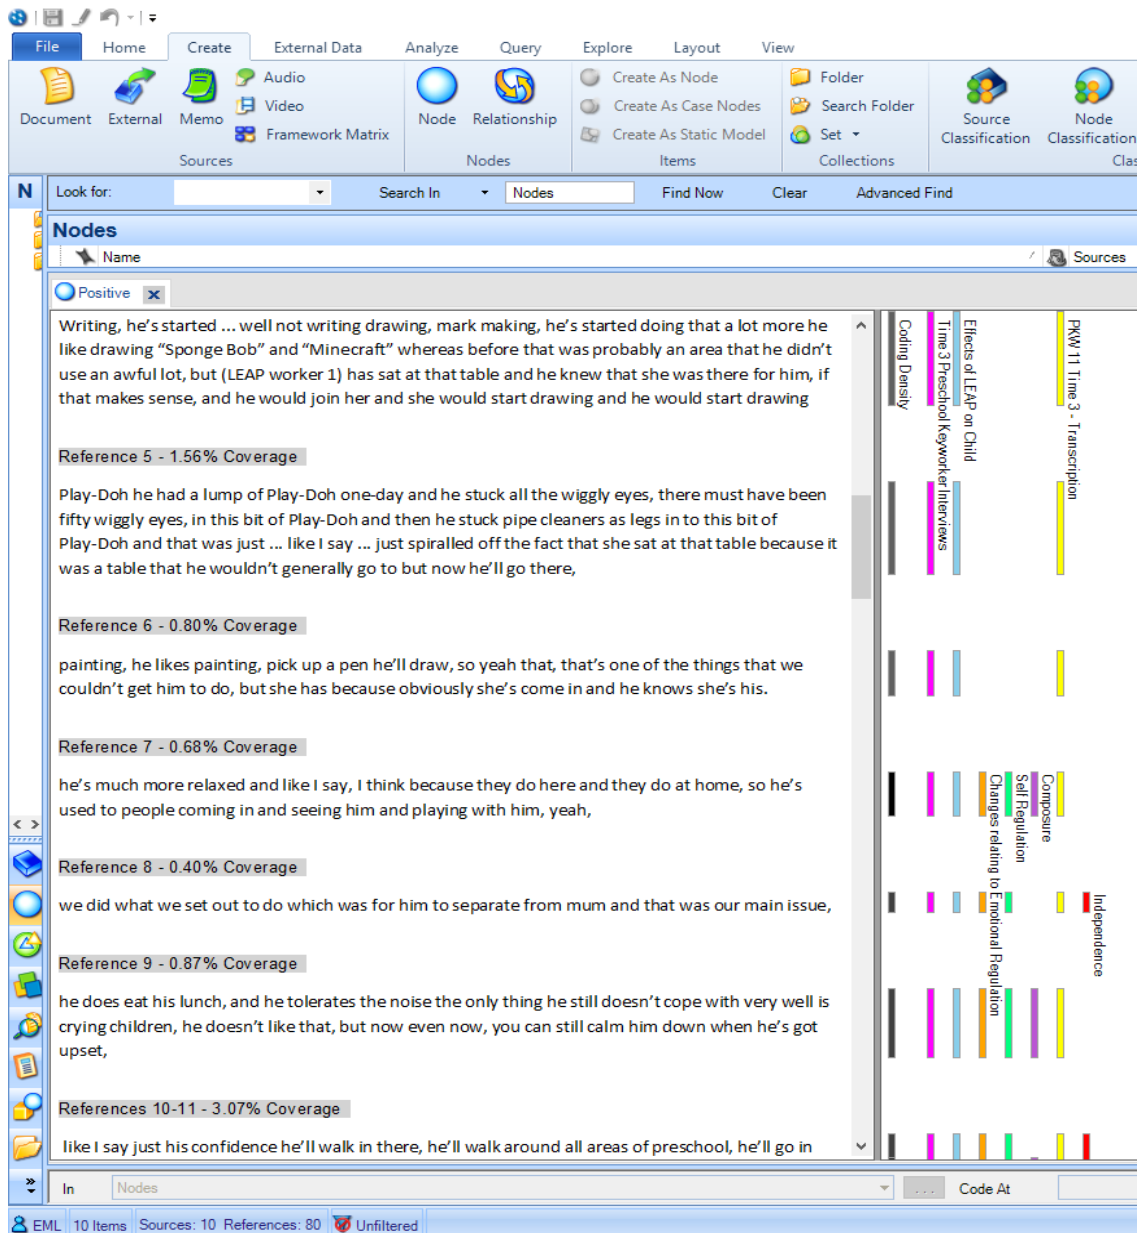 File Home Create External Data Analyze Query Explore Layout View
Document External Memo Audio Video Framework Matrix
Sources
Node Relationship
Nodes
Create As Node
Create As Case Nodes
Create As Static Model
Items
Folder
Search Folder
Set
Collections
Source Classification
Node Classification
Clas
N Look for: Search In Nodes Find Now Clear Advanced Find
Nodes
Name Sources
Positive x
Writing, he’s started ... well not writing drawing, mark making, he’s started doing that a lot more he
like drawing “Sponge Bob” and “Minecraft” whereas before that was probably an area that he didn’t
use an awful lot, but (LEAP worker 1) has sat at that table and he knew that she was there for him, if
that makes sense, and he would join her and she would start drawing and he would start drawing
Reference 5 - 1.56% Coverage
Play-Doh he had a lump of Play-Doh one-day and he stuck all the wiggly eyes, there must have been
fifty wiggly eyes, in this bit of Play-Doh and then he stuck pipe cleaners as legs in to this bit of
Play-Doh and that was just ... like I say ... just spiralled off the fact that she sat at that table because it
was a table that he wouldn’t generally go to but now he’ll go there,
Reference 6 - 0.80% Coverage
painting, he likes painting, pick up a pen he’ll draw, so yeah that, that’s one of the things that we
couldn’t get him to do, but she has because obviously she’s come in and he knows she’s his.
Reference 7 - 0.68% Coverage
he’s much more relaxed and like I say, I think because they do here and they do at home, so he’s
used to people coming in and seeing him and playing with him, yeah,
Reference 8 - 0.40% Coverage
we did what we set out to do which was for him to separate from mum and that was our main issue,
Reference 9 - 0.87% Coverage
he does eat his lunch, and he tolerates the noise the only thing he still doesn’t cope with very well is
crying children, he doesn’t like that, but now even now, you can still calm him down when he’s got
upset,
References 10-11 - 3.07% Coverage
like I say just his confidence he’ll walk in there, he’ll walk around all areas of preschool, he’ll go in
Coding Density
Time 3 Preschool Keyworker Interviews
Effects of LEAP on Child
PKW 11 Time 3 - Transcription
Changes relating to Emotional Regulation
Self Regulation
Composure
Independence
In Nodes ... Code At
EML 10 Items Sources: 10 References: 80 Unfiltered